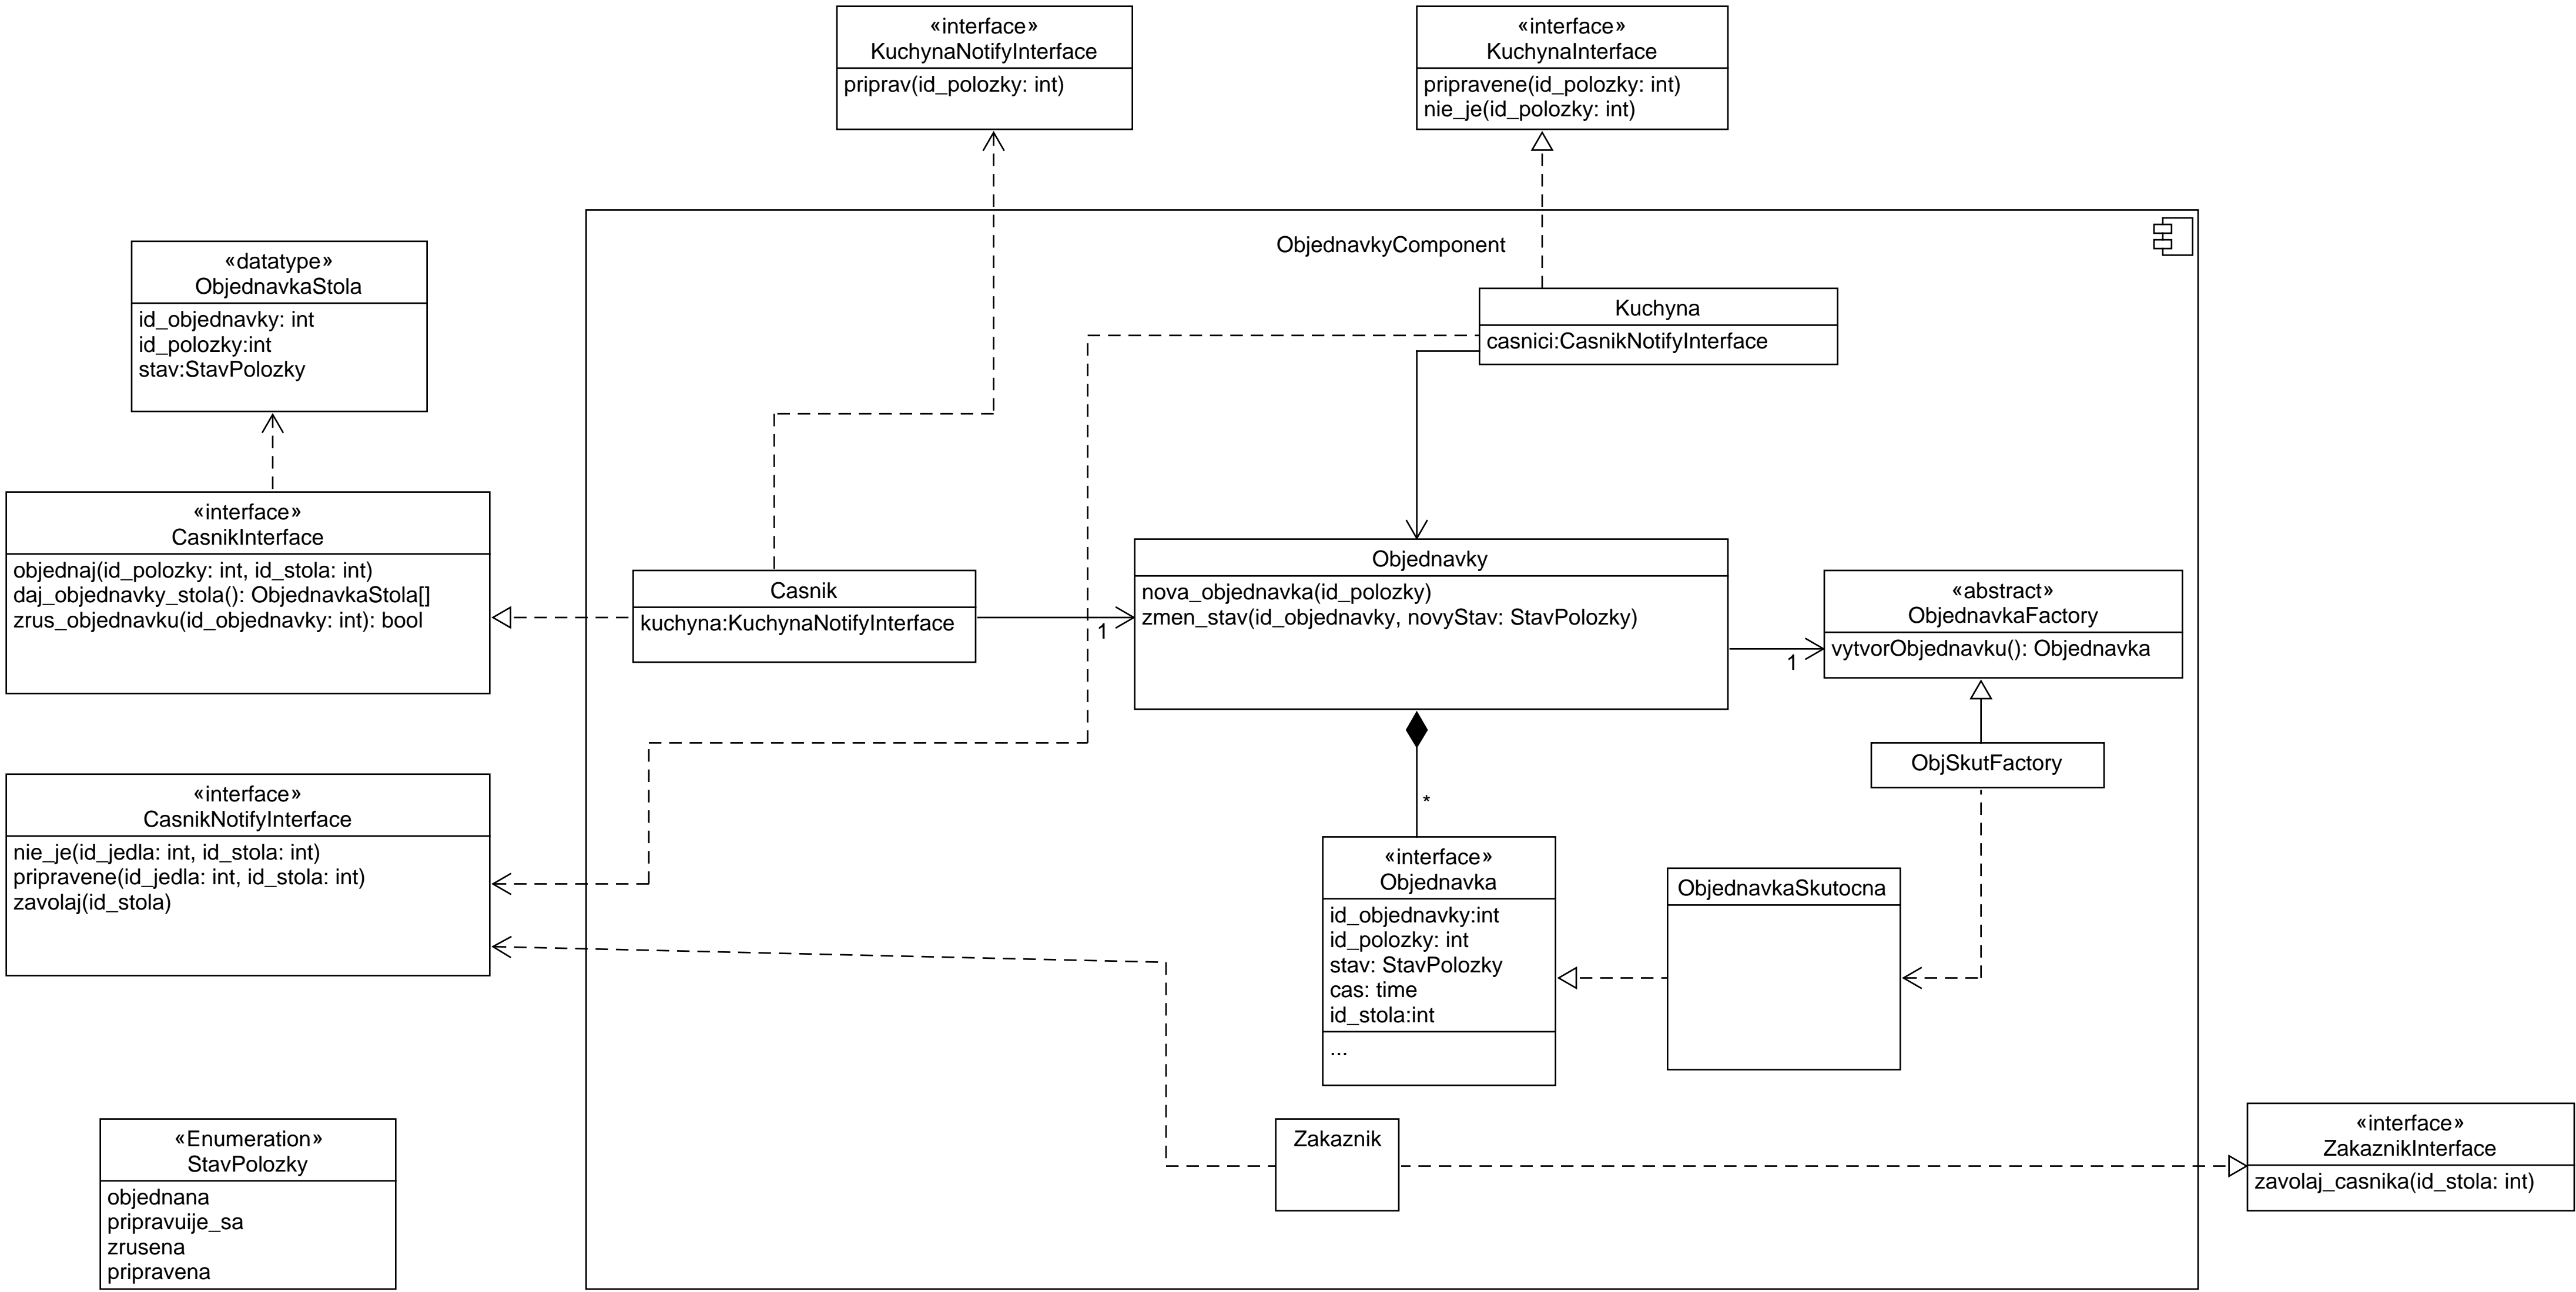 «interface»
KuchynaNotifyInterface
priprav(id_polozky: int)
«interface»
KuchynaInterface
pripravene(id_polozky: int)
nie_je(id_polozky: int)
ObjednavkyComponent
«datatype»
ObjednavkaStola
id_objednavky: int
id_polozky:int
stav:StavPolozky
Kuchyna
casnici:CasnikNotifyInterface
«interface»
CasnikInterface
objednaj(id_polozky: int, id_stola: int)
daj_objednavky_stola(): ObjednavkaStola[]
zrus_objednavku(id_objednavky: int): bool
Casnik
kuchyna:KuchynaNotifyInterface
1
Objednavky
nova_objednavka(id_polozky)
zmen_stav(id_objednavky, novyStav: StavPolozky)
1
«abstract»
ObjednavkaFactory
vytvorObjednavku(): Objednavka
ObjSkutFactory
«interface»
CasnikNotifyInterface
nie_je(id_jedla: int, id_stola: int)
pripravene(id_jedla: int, id_stola: int)
zavolaj(id_stola)
*
«interface»
Objednavka
id_objednavky:int
id_polozky: int
stav: StavPolozky
cas: time
id_stola:int
...
ObjednavkaSkutocna
«Enumeration»
StavPolozky
objednana
pripravuije_sa
zrusena
pripravena
Zakaznik
«interface»
ZakaznikInterface
zavolaj_casnika(id_stola: int)